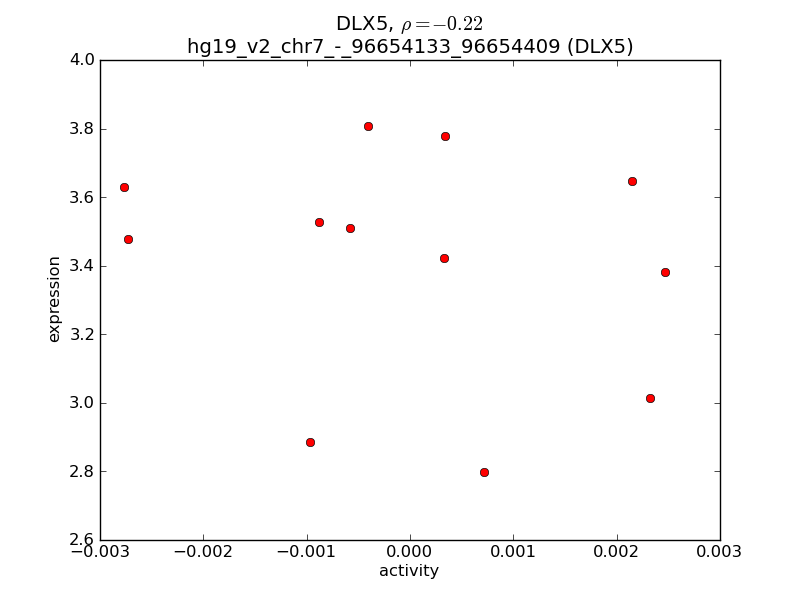 DLX5, ρ = −0.22
hg19_v2_chr7_-_96654133_96654409 (DLX5)
4.0
3.8
3.6
3.4
3.2
3.0
2.8
2.6
expression
−0.003 −0.002 −0.001 0.000 0.001 0.002 0.003
activity